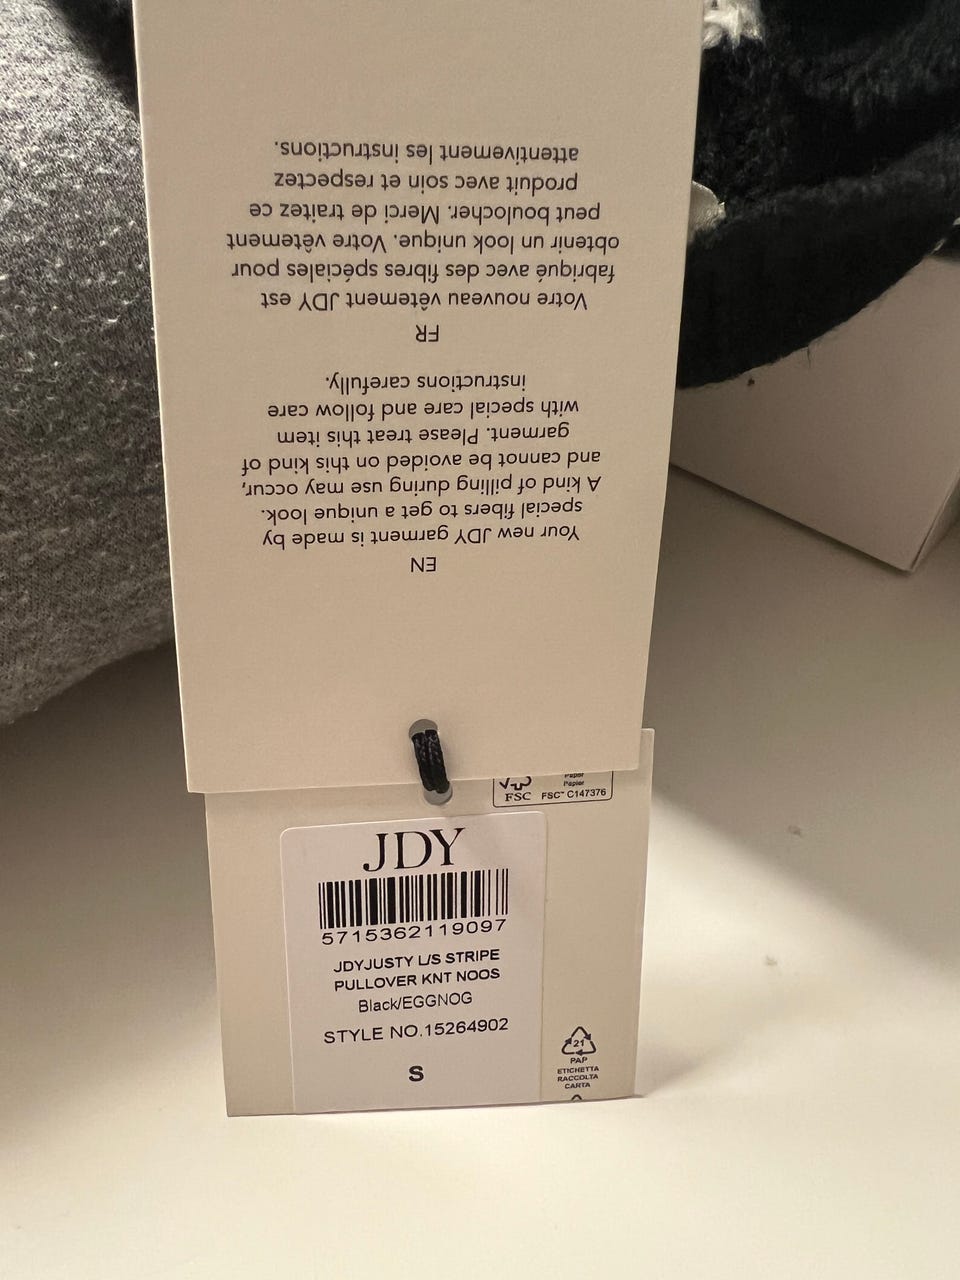 EN
Your new JDY garment is made by
special fibers to get a unique look.
A kind of pilling during use may occur,
and cannot be avoided on this kind of
garment. Please treat this item
with special care and follow care
instructions carefully.
FR
Votre nouveau vêtement JDY est
fabriqué avec des fibres spéciales pour
obtenir un look unique. Votre vêtement
peut boulocher. Merci de traitez ce
produit avec soin et respectez
attentivement les instructions.
Paper
Papier
FSC
FSC™ C147376
JDY
5715362119097
JDYJUSTY L/S STRIPE
PULLOVER KNT NOOS
Black/EGGNOG
STYLE NO.15264902
S
21
PAP
ETICHETTA
RACCOLTA
CARTA